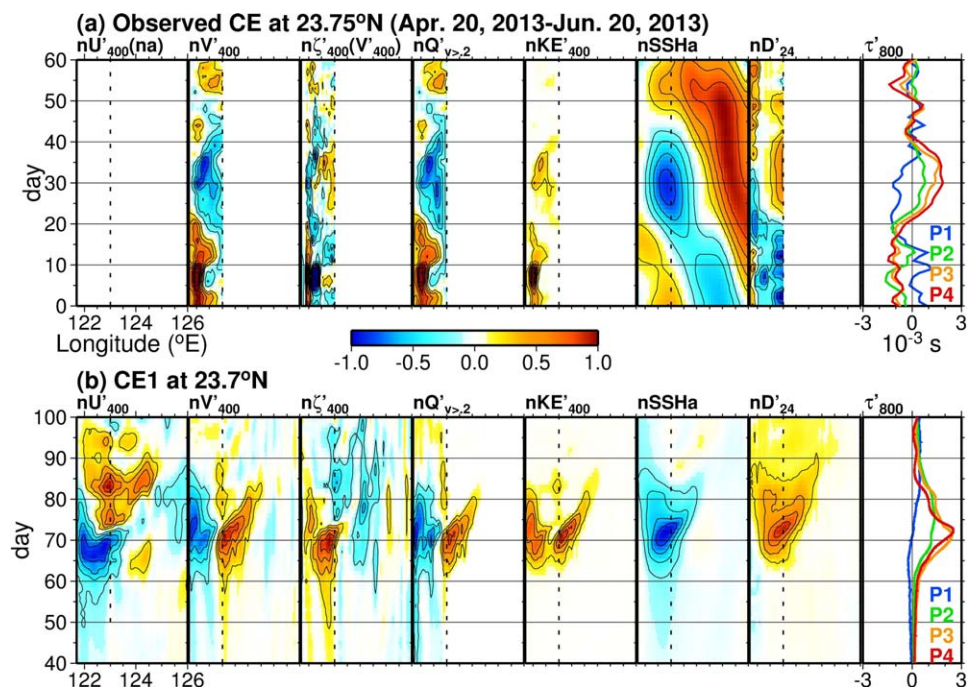 (a) Observed CE at 23.75ºN (Apr. 20, 2013-Jun. 20, 2013)
nU'400(na) nV'400 nζ'400(V'400) nQ'v>.2 nKE'400 nSSHa nD'24 τ'800
60
50
40
30
20
10
0
day
P1
P2
P3
P4
122 124 126 -3 0 3
Longitude (ºE) 10-3 s
-1.0 -0.5 0.0 0.5 1.0
(b) CE1 at 23.7ºN
nU'400 nV'400 nζ'400 nQ'v>.2 nKE'400 nSSHa nD'24 τ'800
100
90
80
70
60
50
40
day
P1
P2
P3
P4
122 124 126 -3 0 3